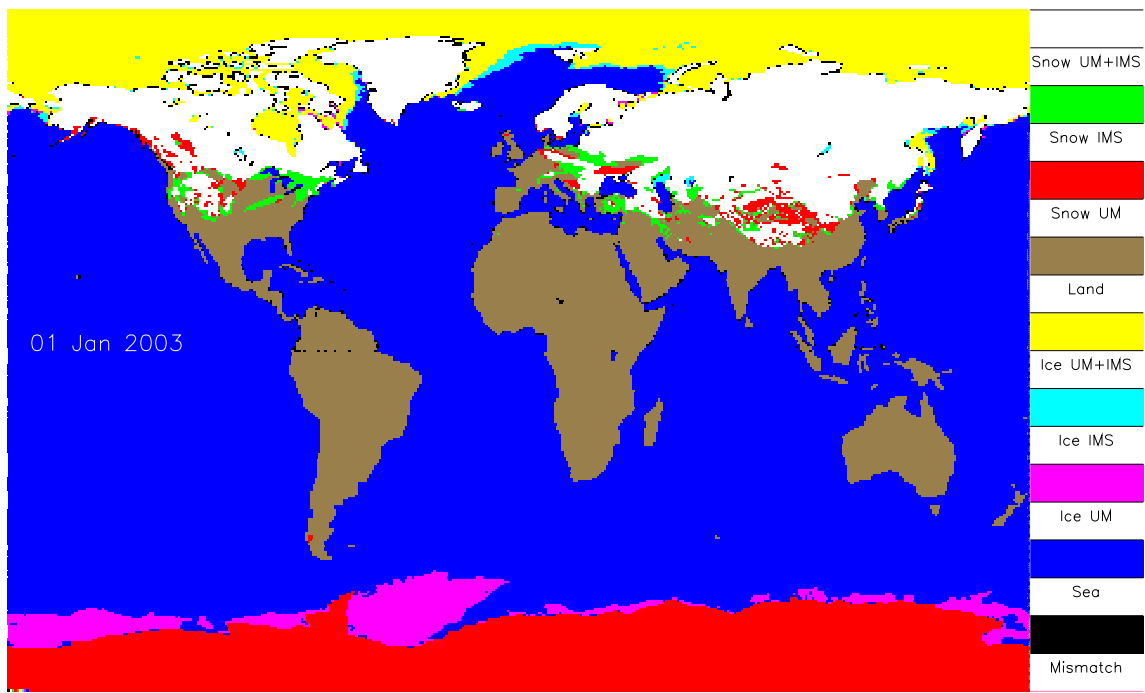 Snow UM+IMS
Snow IMS
Snow UM
Land
Ice UM+IMS
Ice IMS
Ice UM
Sea
Mismatch
01 Jan 2003